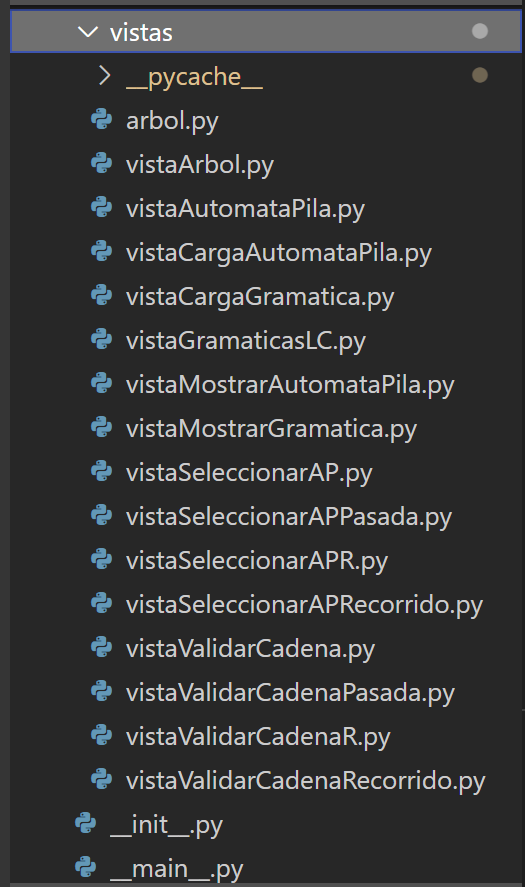 vistas
__pycache__
arbol.py
vistaArbol.py
vistaAutomataPila.py
vistaCargaAutomataPila.py
vistaCargaGramatica.py
vistaGramaticasLC.py
vistaMostrarAutomataPila.py
vistaMostrarGramatica.py
vistaSeleccionarAP.py
vistaSeleccionarAPPasada.py
vistaSeleccionarAPR.py
vistaSeleccionarAPRecorrido.py
vistaValidarCadena.py
vistaValidarCadenaPasada.py
vistaValidarCadenaR.py
vistaValidarCadenaRecorrido.py
__init__.py
__main__.py